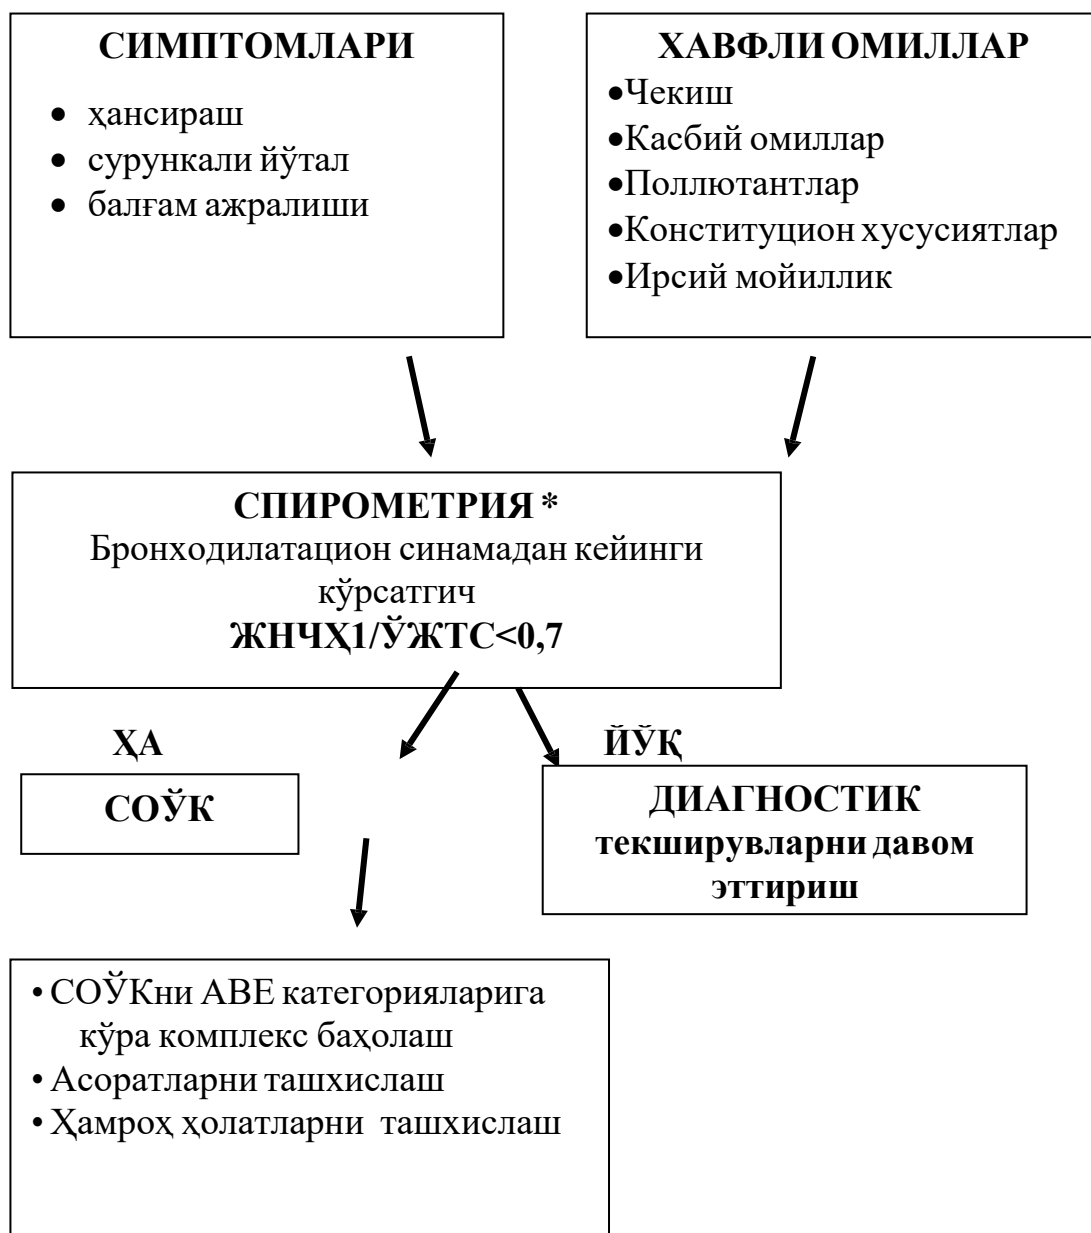 СИМПТОМЛАРИ
• ҳансираш
• сурункали йўтал
• балғам ажралиши
ХАВФЛИ ОМИЛЛАР
•Чекиш
•Касбий омиллар
•Поллютантлар
•Конституцион хусусиятлар
•Ирсий мойиллик
СПИРОМЕТРИЯ *
Бронходилатацион синамадан кейинги
кўрсатгич
ЖНЧҲ1/ЎЖТС<0,7
ҲА
ЙЎҚ
СОЎК
ДИАГНОСТИК
текширувларни давом
эттириш
• СОЎКни АВЕ категорияларига
кўра комплекс баҳолаш
• Асоратларни ташхислаш
• Ҳамроҳ ҳолатларни ташхислаш